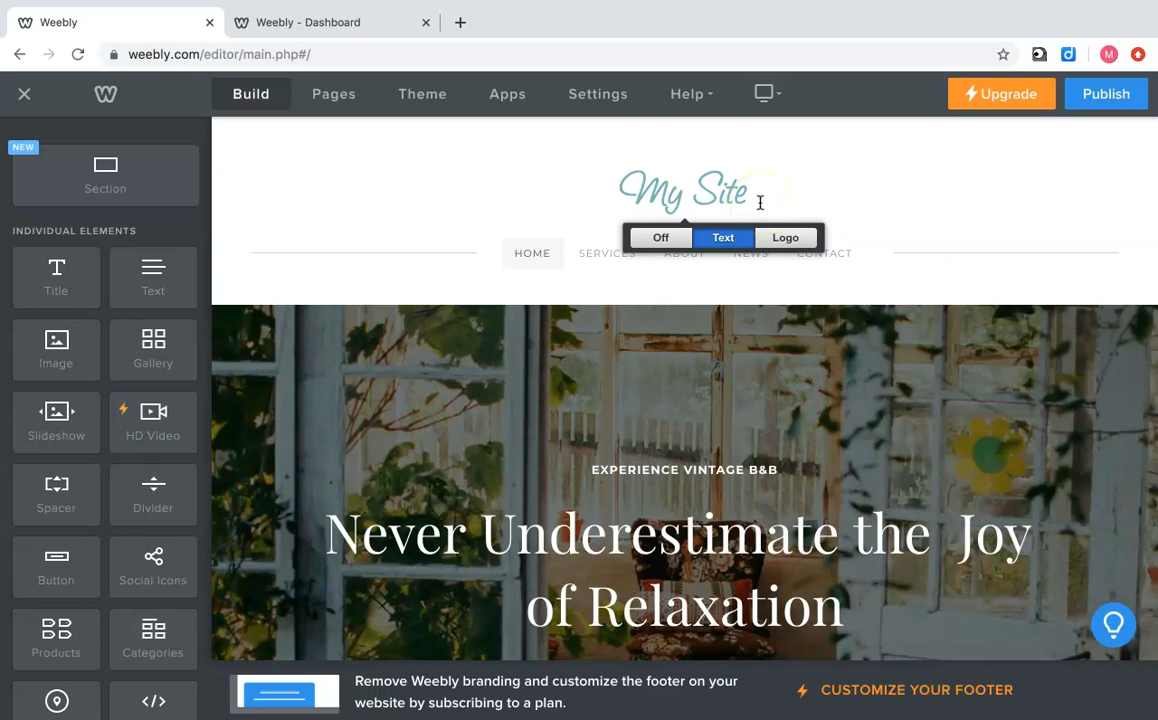 Weebly
Weebly - Dashboard
weebly.com/editor/main.php#/
M
Build
Pages
Theme
Apps
Settings
Help
Upgrade
Publish
NEW
Section
INDIVIDUAL ELEMENTS
Title
Text
Image
Gallery
Slideshow
HD Video
Spacer
Divider
Button
Social Icons
Products
Categories
My Site
Off
Text
Logo
HOME
SERVICES
ABOUT
NEWS
CONTACT
EXPERIENCE VINTAGE B&B
Never Underestimate the Joy
of Relaxation
Remove Weebly branding and customize the footer on your
website by subscribing to a plan.
CUSTOMIZE YOUR FOOTER